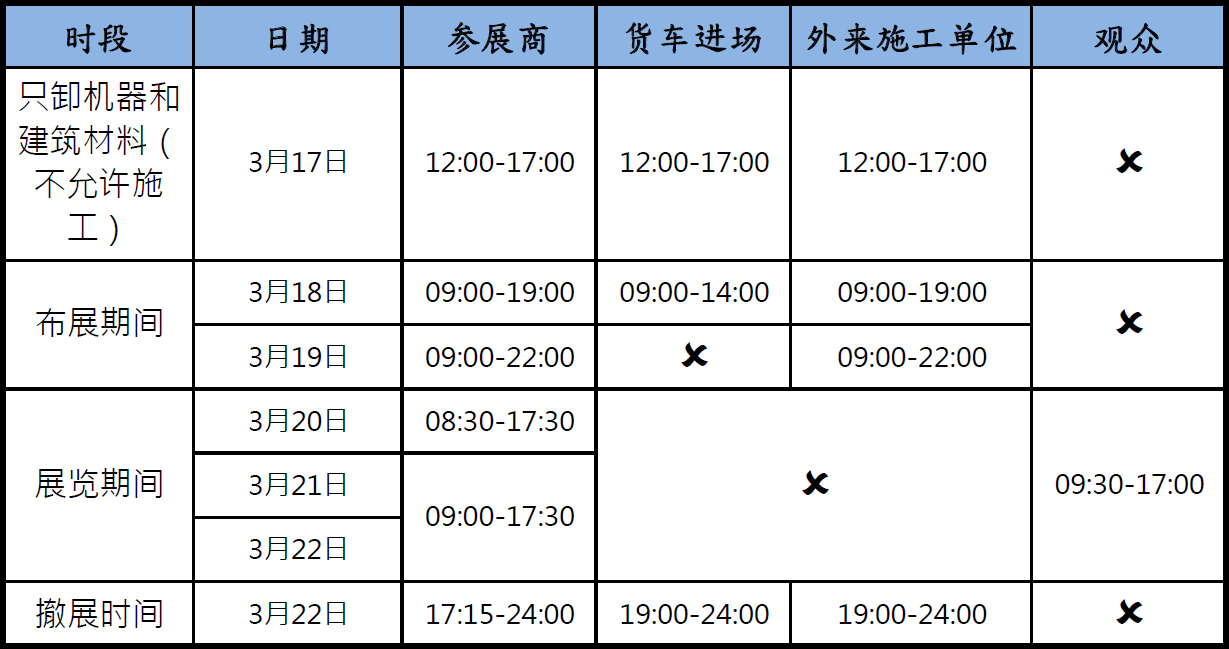 时段 日期 参展商 货车进场 外来施工单位 观众
只卸机器和
建筑材料（
不允许施
工）
3月17日 12:00-17:00 12:00-17:00 12:00-17:00 ✘
布展期间
3月18日 09:00-19:00 09:00-14:00 09:00-19:00
✘
3月19日 09:00-22:00 ✘ 09:00-22:00
展览期间
3月20日 08:30-17:30
3月21日
09:00-17:30
3月22日
✘
09:30-17:00
撤展时间 3月22日 17:15-24:00 19:00-24:00 19:00-24:00 ✘